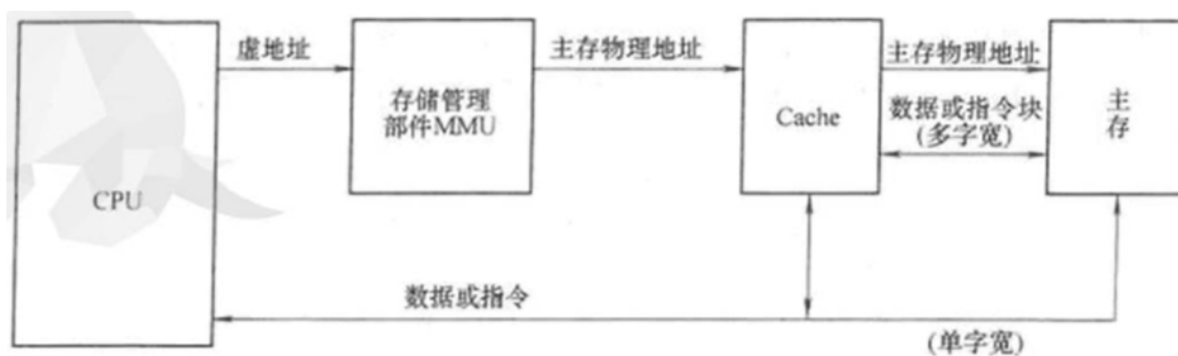 虚地址
主存物理地址
主存物理地址
存储管理
部件MMU
Cache
数据或指令块
(多字宽)
主
存
CPU
数据或指令
(单字宽)